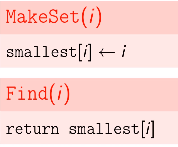 MakeSet(i)
smallest[i] ← i
Find(i)
return smallest[i]